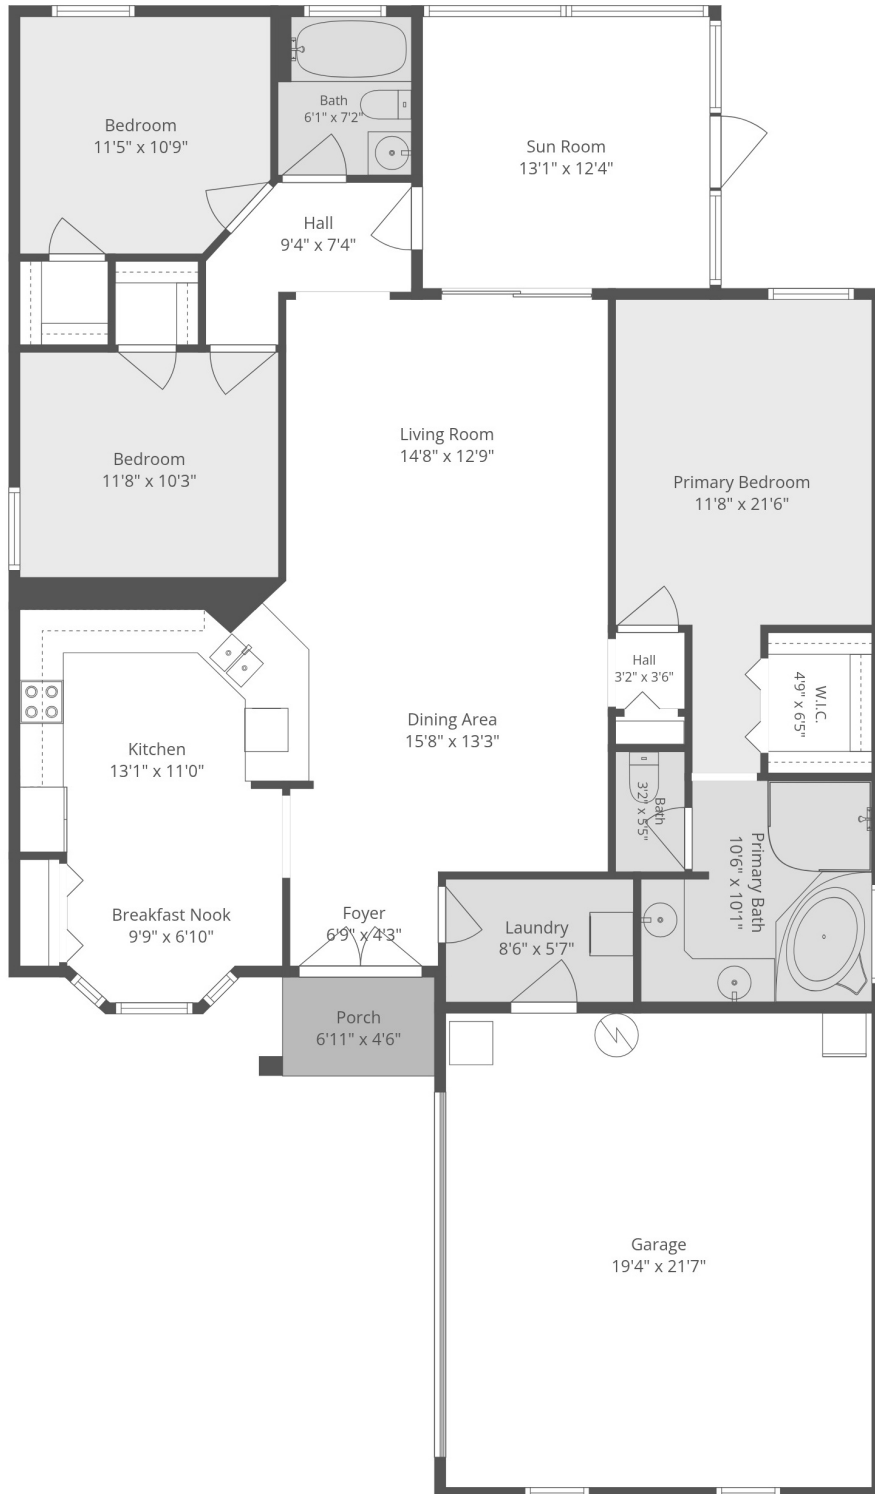 Bedroom
11'5" x 10'9"
Bath
6'1" x 7'2"
Sun Room
13'1" x 12'4"
Hall
9'4" x 7'4"
Bedroom
11'8" x 10'3"
Living Room
14'8" x 12'9"
Primary Bedroom
11'8" x 21'6"
Hall
3'2" x 3'6"
W.I.C.
4'9" x 6'5"
Kitchen
13'1" x 11'0"
Dining Area
15'8" x 13'3"
Bath
3'2" x 5'5"
Primary Bath
10'6" x 10'1"
Breakfast Nook
9'9" x 6'10"
Foyer
6'9" x 4'3"
Laundry
8'6" x 5'7"
Porch
6'11" x 4'6"
Garage
19'4" x 21'7"